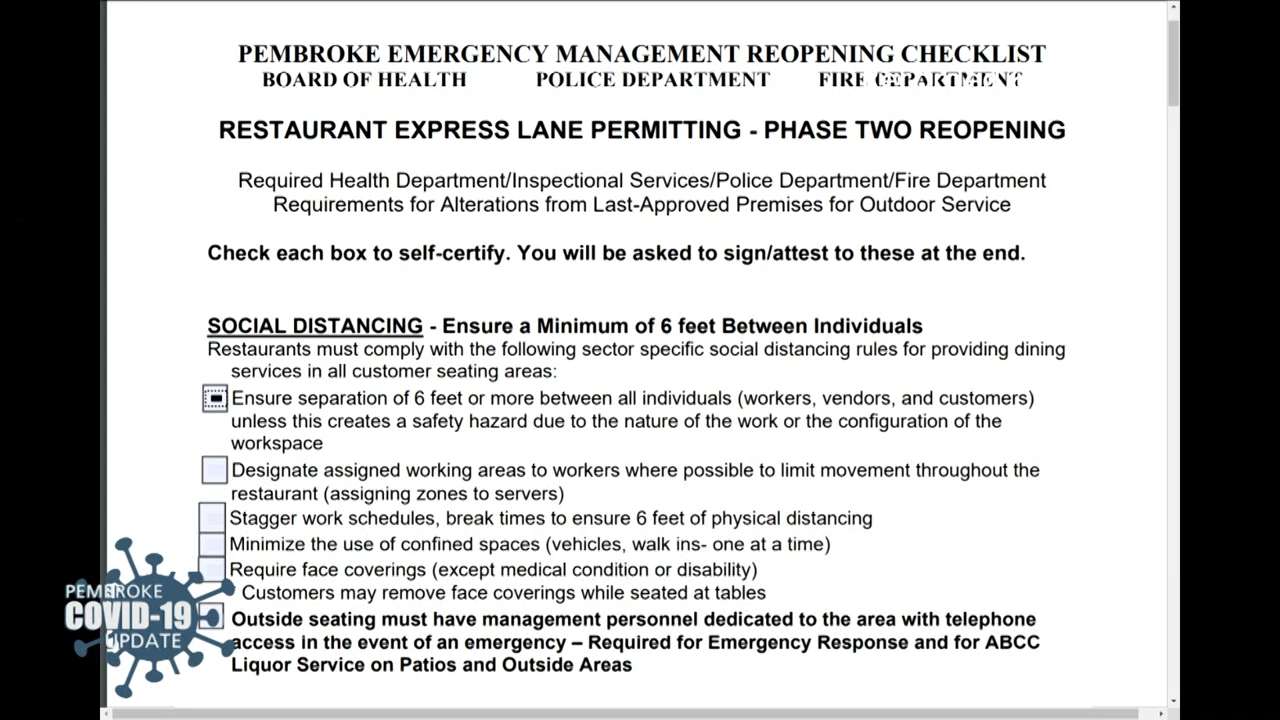 PEMBROKE EMERGENCY MANAGEMENT REOPENING CHECKLIST
BOARD OF HEALTH POLICE DEPARTMENT FIRE DEPARTMENT
RESTAURANT EXPRESS LANE PERMITTING - PHASE TWO REOPENING
Required Health Department/Inspectional Services/Police Department/Fire Department
Requirements for Alterations from Last-Approved Premises for Outdoor Service
Check each box to self-certify. You will be asked to sign/attest to these at the end.
SOCIAL DISTANCING - Ensure a Minimum of 6 feet Between Individuals
Restaurants must comply with the following sector specific social distancing rules for providing dining
services in all customer seating areas:
Ensure separation of 6 feet or more between all individuals (workers, vendors, and customers)
unless this creates a safety hazard due to the nature of the work or the configuration of the
workspace
Designate assigned working areas to workers where possible to limit movement throughout the
restaurant (assigning zones to servers)
Stagger work schedules, break times to ensure 6 feet of physical distancing
Minimize the use of confined spaces (vehicles, walk ins- one at a time)
Require face coverings (except medical condition or disability)
Customers may remove face coverings while seated at tables
Outside seating must have management personnel dedicated to the area with telephone
access in the event of an emergency – Required for Emergency Response and for ABCC
Liquor Service on Patios and Outside Areas
PEMBROKE
COVID-19
UPDATE